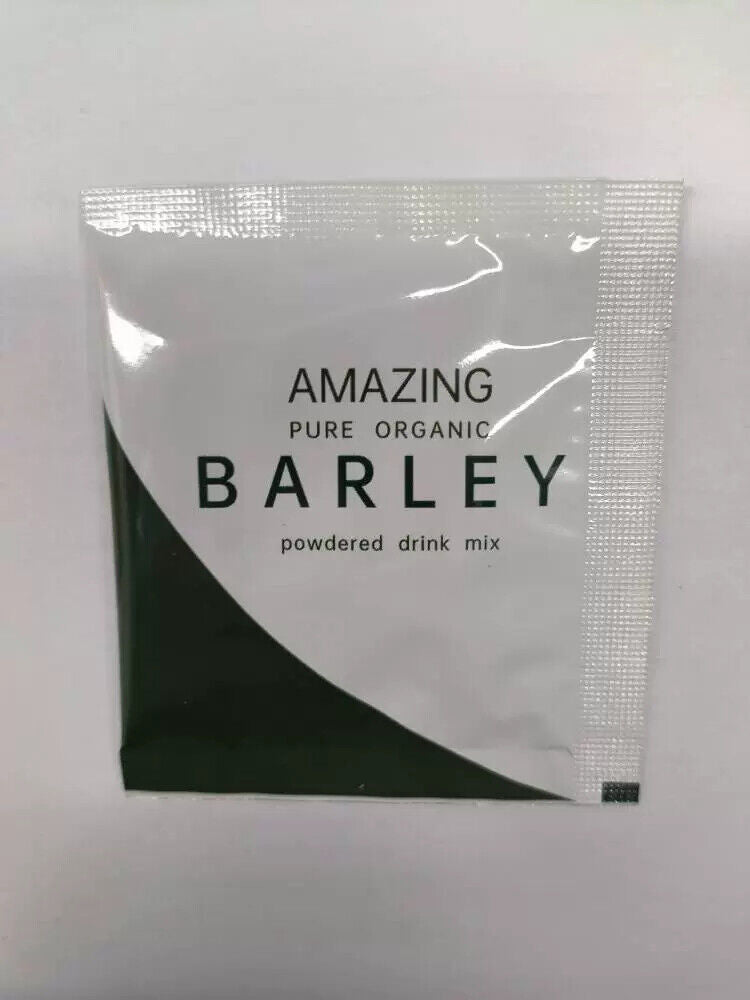 AMAZING
PURE ORGANIC
BARLEY
powdered drink mix